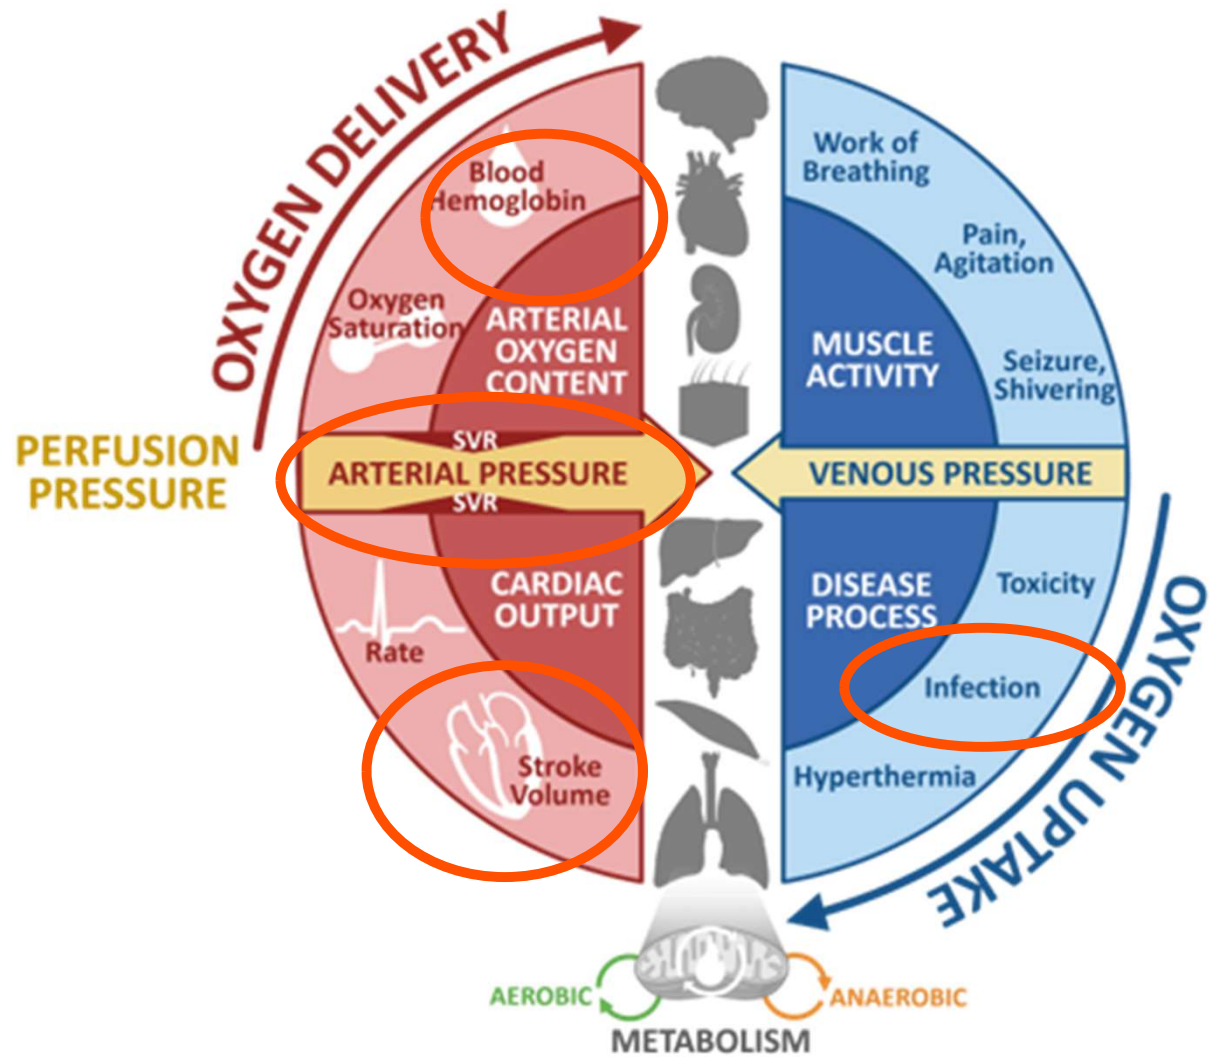 OXYGEN DELIVERY
Blood
Hemoglobin
Oxygen
Saturation
ARTERIAL
OXYGEN
CONTENT
PERFUSION
PRESSURE
SVR
ARTERIAL PRESSURE
SVR
CARDIAC
OUTPUT
Rate
Stroke
Volume
Work of
Breathing
Pain,
Agitation
Seizure,
Shivering
MUSCLE
ACTIVITY
VENOUS PRESSURE
DISEASE
PROCESS
Toxicity
Infection
Hyperthermia
OXYGEN UPTAKE
AEROBIC
ANAEROBIC
METABOLISM